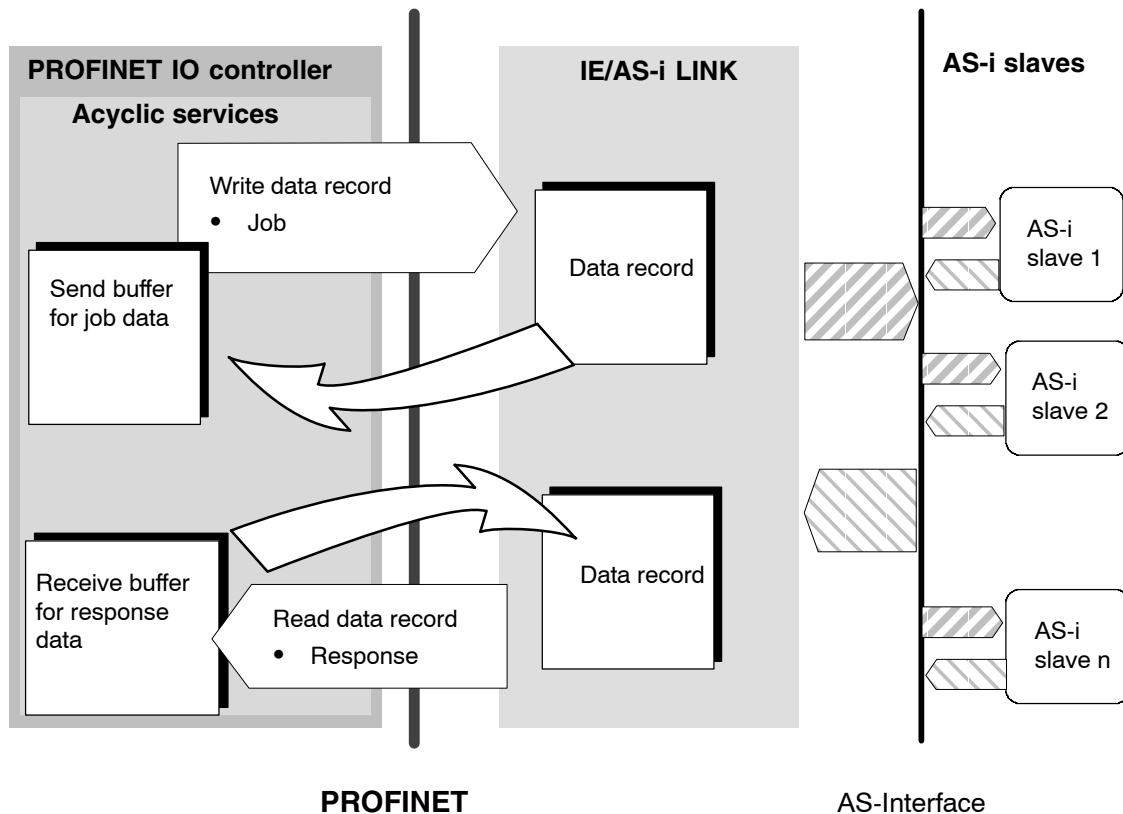 PROFINET IO controller
Acyclic services
IE/AS-i LINK
AS-i slaves
Write data record
• Job
Send buffer
for job data
Data record
AS-i
slave 1
AS-i
slave 2
Receive buffer
for response
data
Read data record
• Response
Data record
AS-i
slave n
PROFINET
AS-Interface